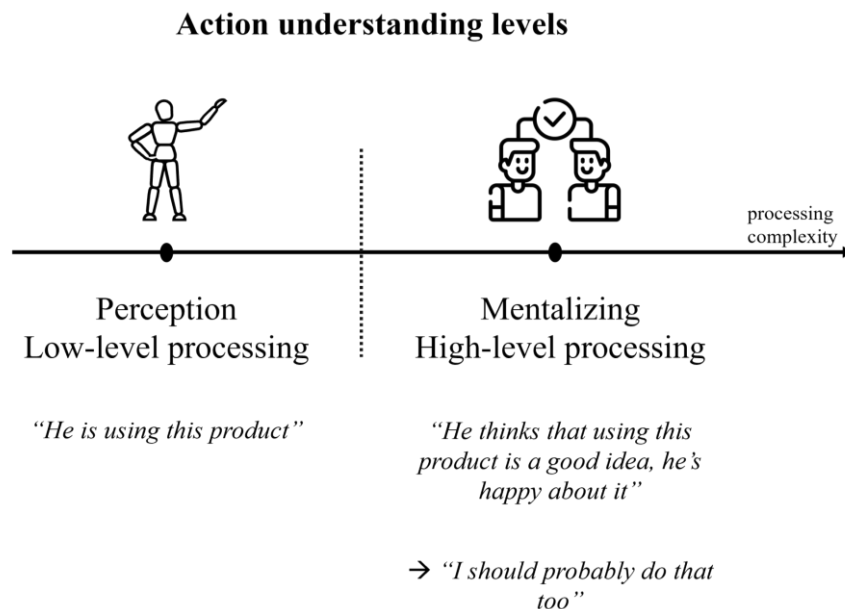 Action understanding levels
processing
complexity
Perception
Low-level processing
Mentalizing
High-level processing
“He is using this product”
“He thinks that using this
product is a good idea, he’s
happy about it”
→ “I should probably do that
too”